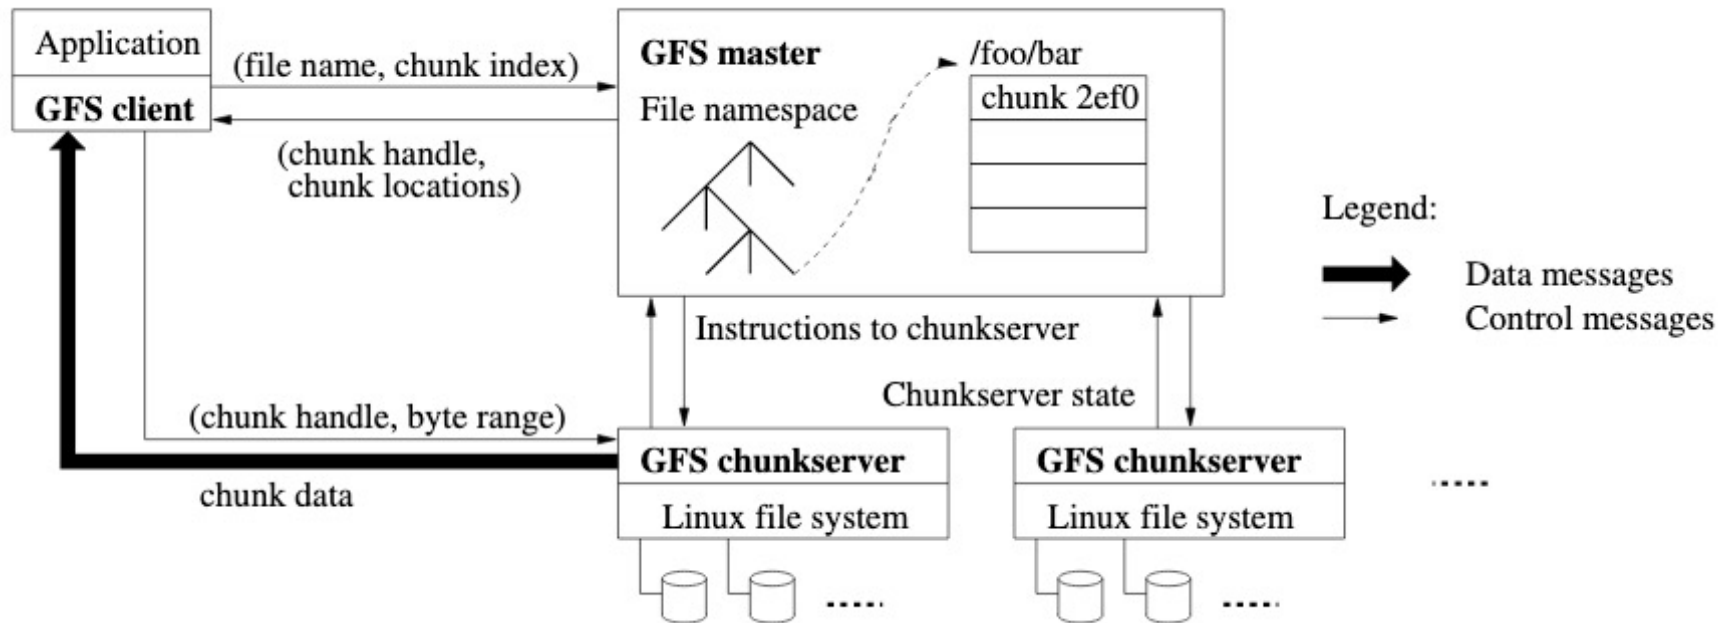 Application
GFS client
(file name, chunk index)
(chunk handle,
chunk locations)
GFS master
File namespace
/foo/bar
chunk 2ef0
Legend:
Data messages
Control messages
Instructions to chunkserver
Chunkserver state
(chunk handle, byte range)
chunk data
GFS chunkserver
Linux file system
GFS chunkserver
Linux file system